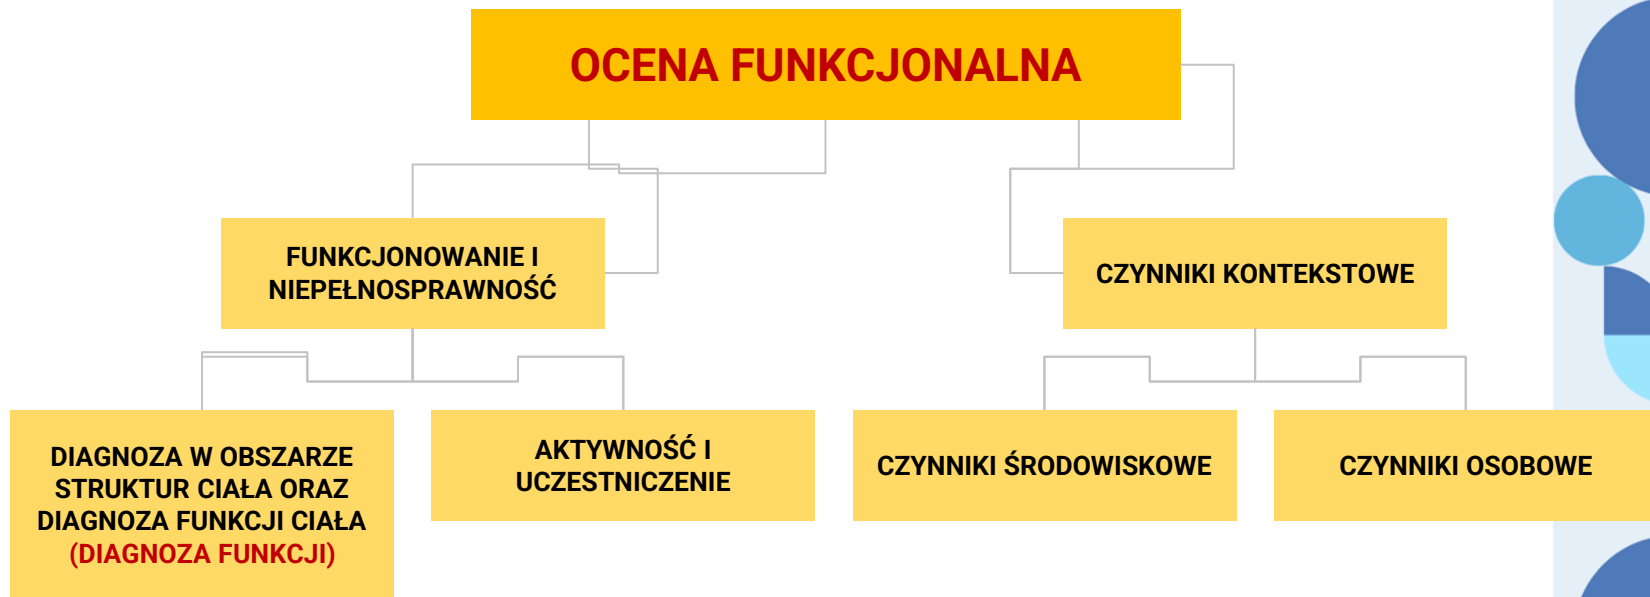 OCENA FUNKCJONALNA
FUNKCJONOWANIE I
NIEPEŁNOSPRAWNOŚĆ
CZYNNIKI KONTEKSTOWE
DIAGNOZA W OBSZARZE
STRUKTUR CIAŁA ORAZ
DIAGNOZA FUNKCJI CIAŁA
(DIAGNOZA FUNKCJI)
AKTYWNOŚĆ I
UCZESTNICZENIE
CZYNNIKI ŚRODOWISKOWE
CZYNNIKI OSOBOWE